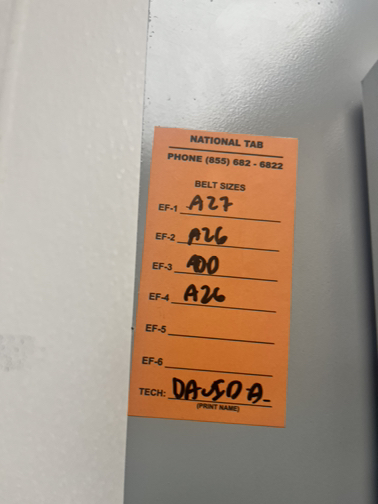 NATIONAL TAB
PHONE (855) 682 - 6822
BELT SIZES
EF-1 A27
EF-2 A26
EF-3
EF-4 A26
EF-5
EF-6
TECH: DAVID A.
(PRINT NAME)